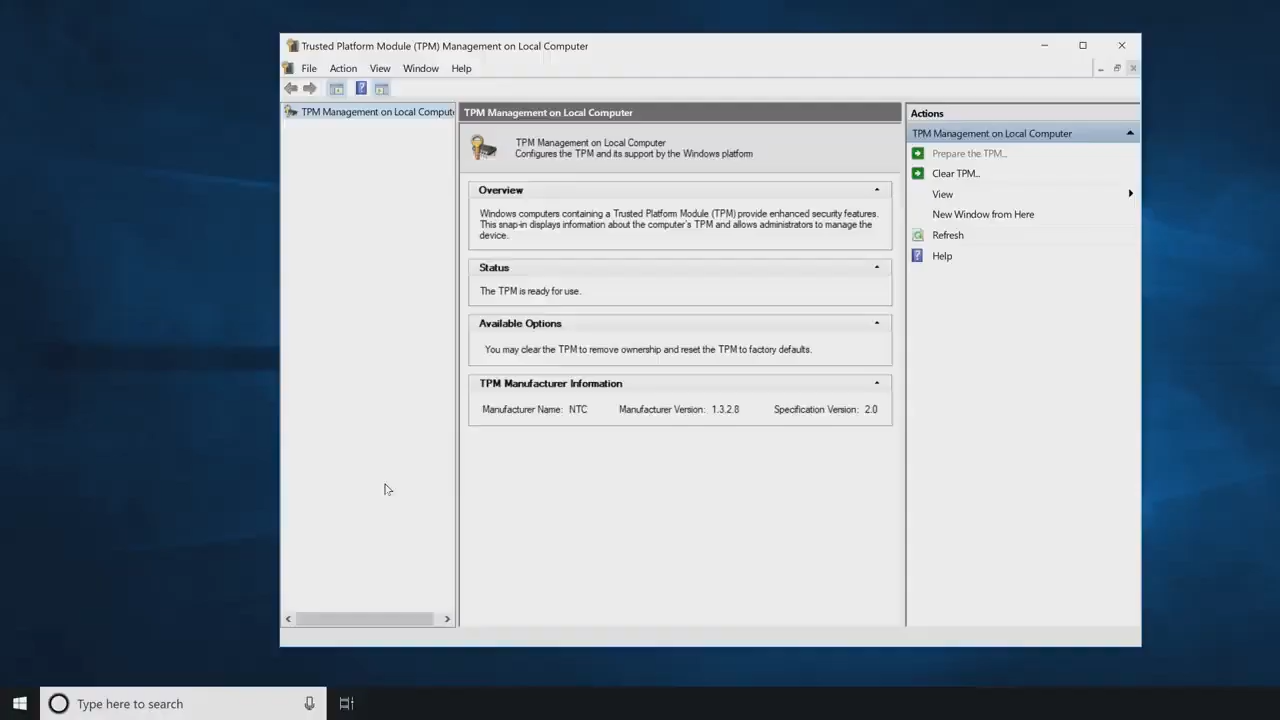 Trusted Platform Module (TPM) Management on Local Computer
File Action View Window Help
TPM Management on Local Compute
TPM Management on Local Computer
TPM Management on Local Computer
Configures the TPM and its support by the Windows platform
Overview
Windows computers containing a Trusted Platform Module (TPM) provide enhanced security features.
This snap-in displays information about the computer's TPM and allows administrators to manage the
device.
Status
The TPM is ready for use.
Available Options
You may clear the TPM to remove ownership and reset the TPM to factory defaults.
TPM Manufacturer Information
Manufacturer Name: NTC Manufacturer Version: 1.3.2.8 Specification Version: 2.0
Actions
TPM Management on Local Computer
Prepare the TPM...
Clear TPM...
View
New Window from Here
Refresh
Help
Type here to search